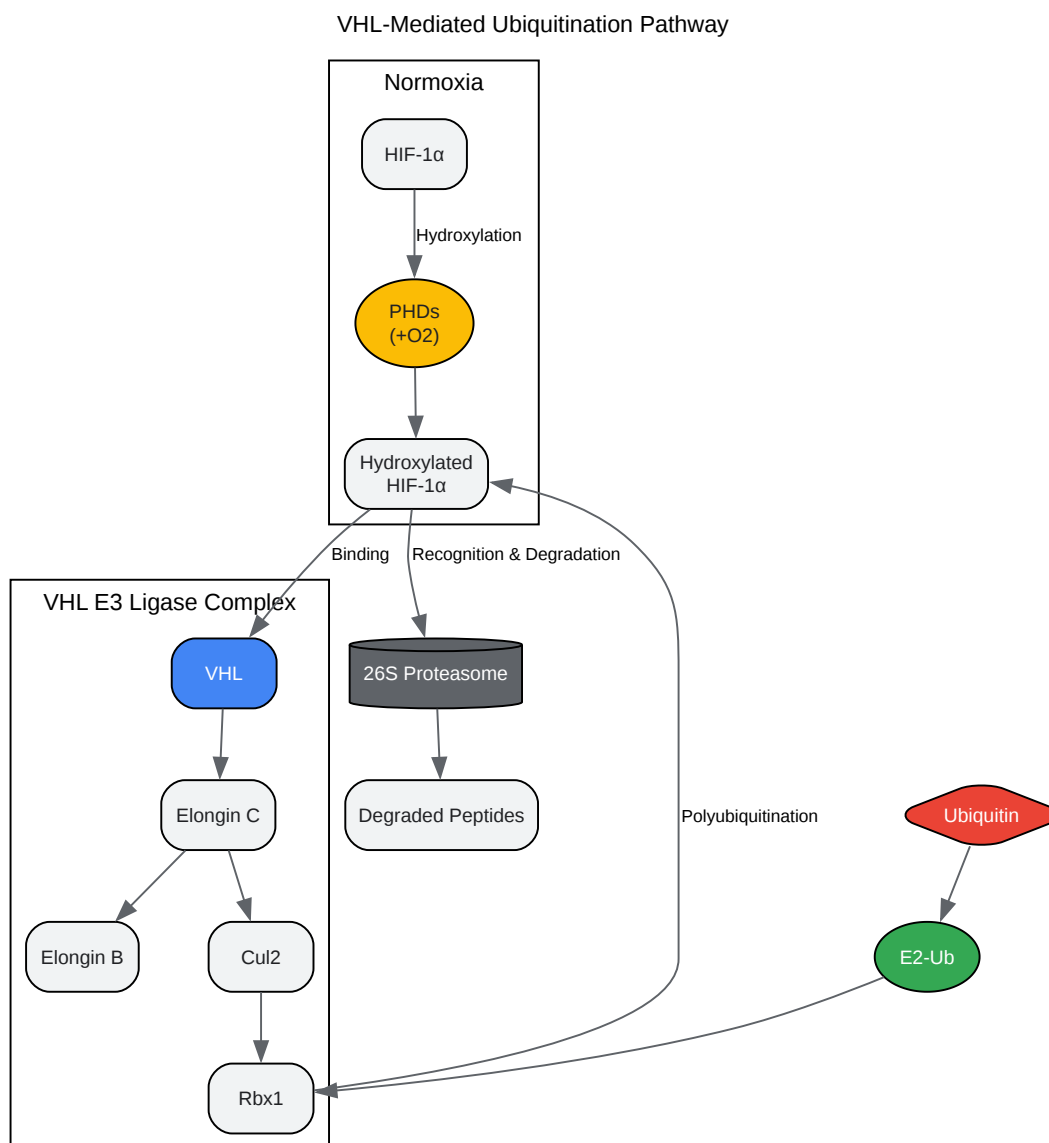 VHL-Mediated Ubiquitination Pathway
Normoxia
HIF-1α
Hydroxylation
PHDs
(+O2)
Hydroxylated
HIF-1α
Binding
Recognition & Degradation
VHL E3 Ligase Complex
VHL
26S Proteasome
Elongin C
Degraded Peptides
Polyubiquitination
Ubiquitin
Elongin B
Cul2
E2-Ub
Rbx1